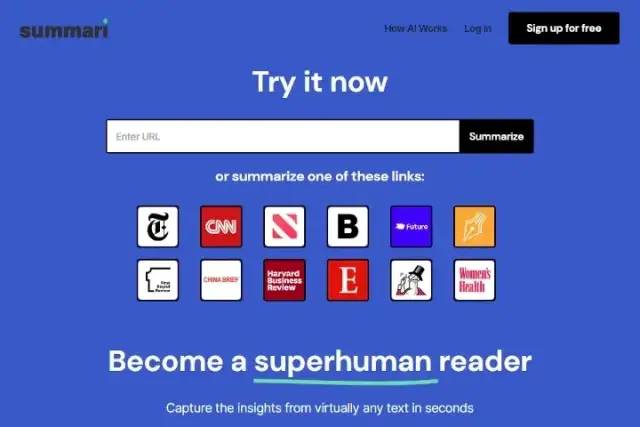 summari
How AI Works
Log in
Sign up for free
Try it now
Enter URL
Summarize
or summarize one of these links:
T
CNN
N
B
Future
First
Round
Review
CHINA BRIEF
Harvard
Business
Review
E
Women's
Health
Become a superhuman reader
Capture the insights from virtually any text in seconds